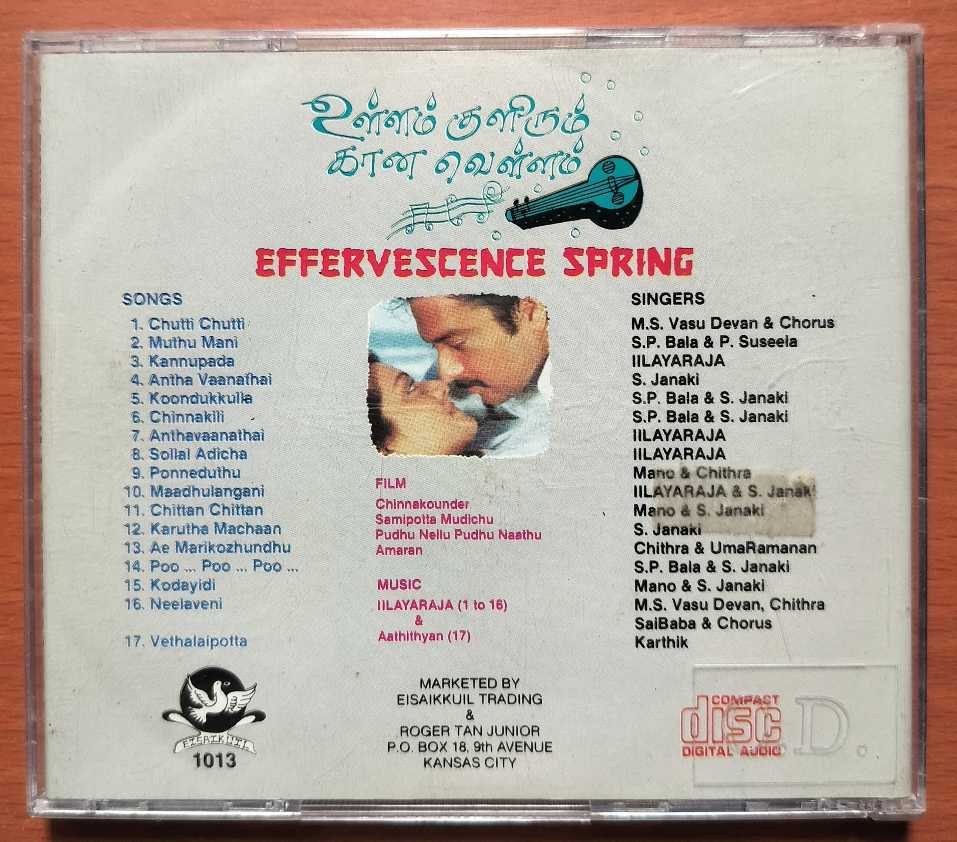 உள்ளம் குளிரும்
கான வெள்ளம்
EFFERVESCENCE SPRING
SONGS
1. Chutti Chutti
2. Muthu Mani
3. Kannupada
4. Antha Vaanathai
5. Koondukkulla
6. Chinnakili
7. Anthavaanathai
8. Sollal Adicha
9. Ponneduthu
10. Maadhulangani
11. Chittan Chittan
12. Karutha Machaan
13. Ae Marikozhundhu
14. Poo ... Poo ... Poo ...
15. Kodayidi
16. Neelaveni
17. Vethalaipotta
FILM
Chinnakounder
Samipotta Mudichu
Pudhu Nellu Pudhu Naathu
Amaran
MUSIC
IILAYARAJA (1 to 16)
&
Aathithyan (17)
SINGERS
M.S. Vasu Devan & Chorus
S.P. Bala & P. Suseela
IILAYARAJA
S. Janaki
S.P. Bala & S. Janaki
S.P. Bala & S. Janaki
IILAYARAJA
IILAYARAJA
Mano & Chithra
IILAYARAJA & S. Janaki
Mano & S. Janaki
S. Janaki
Chithra & UmaRamanan
S.P. Bala & S. Janaki
Mano & S. Janaki
M.S. Vasu Devan, Chithra
SaiBaba & Chorus
Karthik
1013
MARKETED BY
EISAIKKUIL TRADING
&
ROGER TAN JUNIOR
P.O. BOX 18, 9th AVENUE
KANSAS CITY
COMPACT
disc
DIGITAL AUDIO